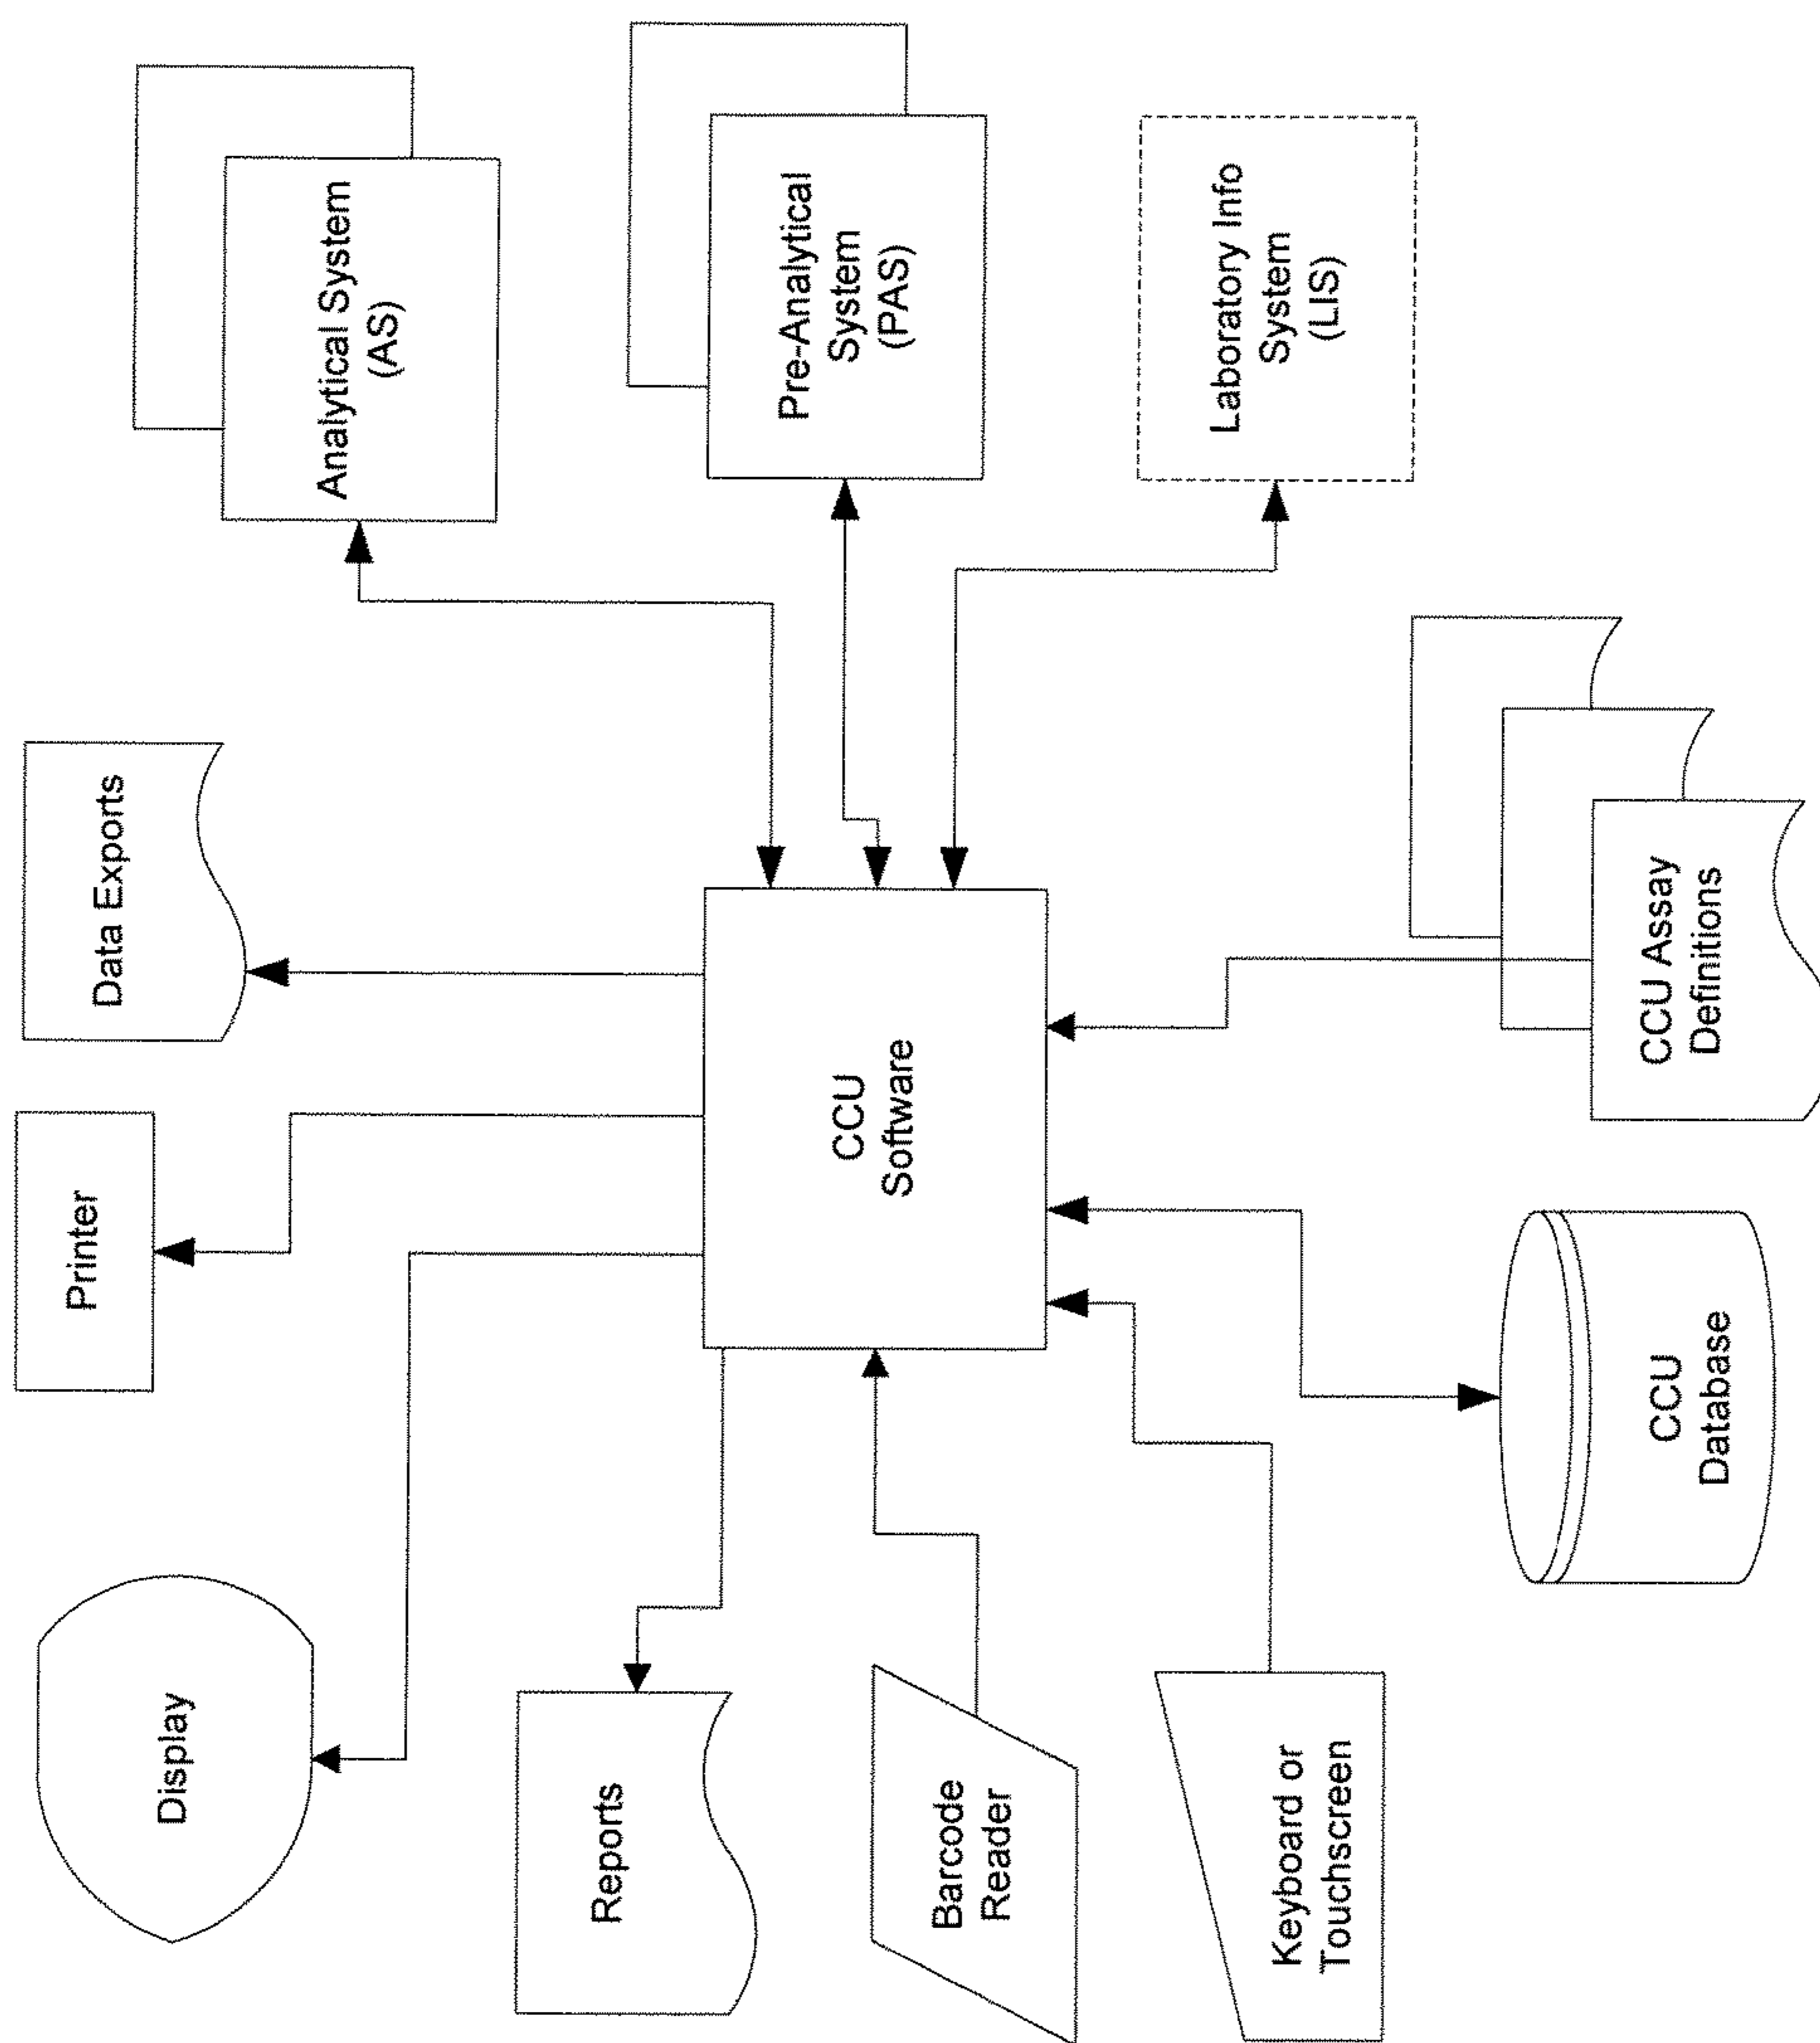 Display
Printer
Data Exports
Analytical System
(AS)
Reports
Barcode
Reader
CCU
Software
Pre-Analytical
System
(PAS)
Keyboard or
Touchscreen
CCU
Database
CCU Assay
Definitions
Laboratory Info
System
(LIS)